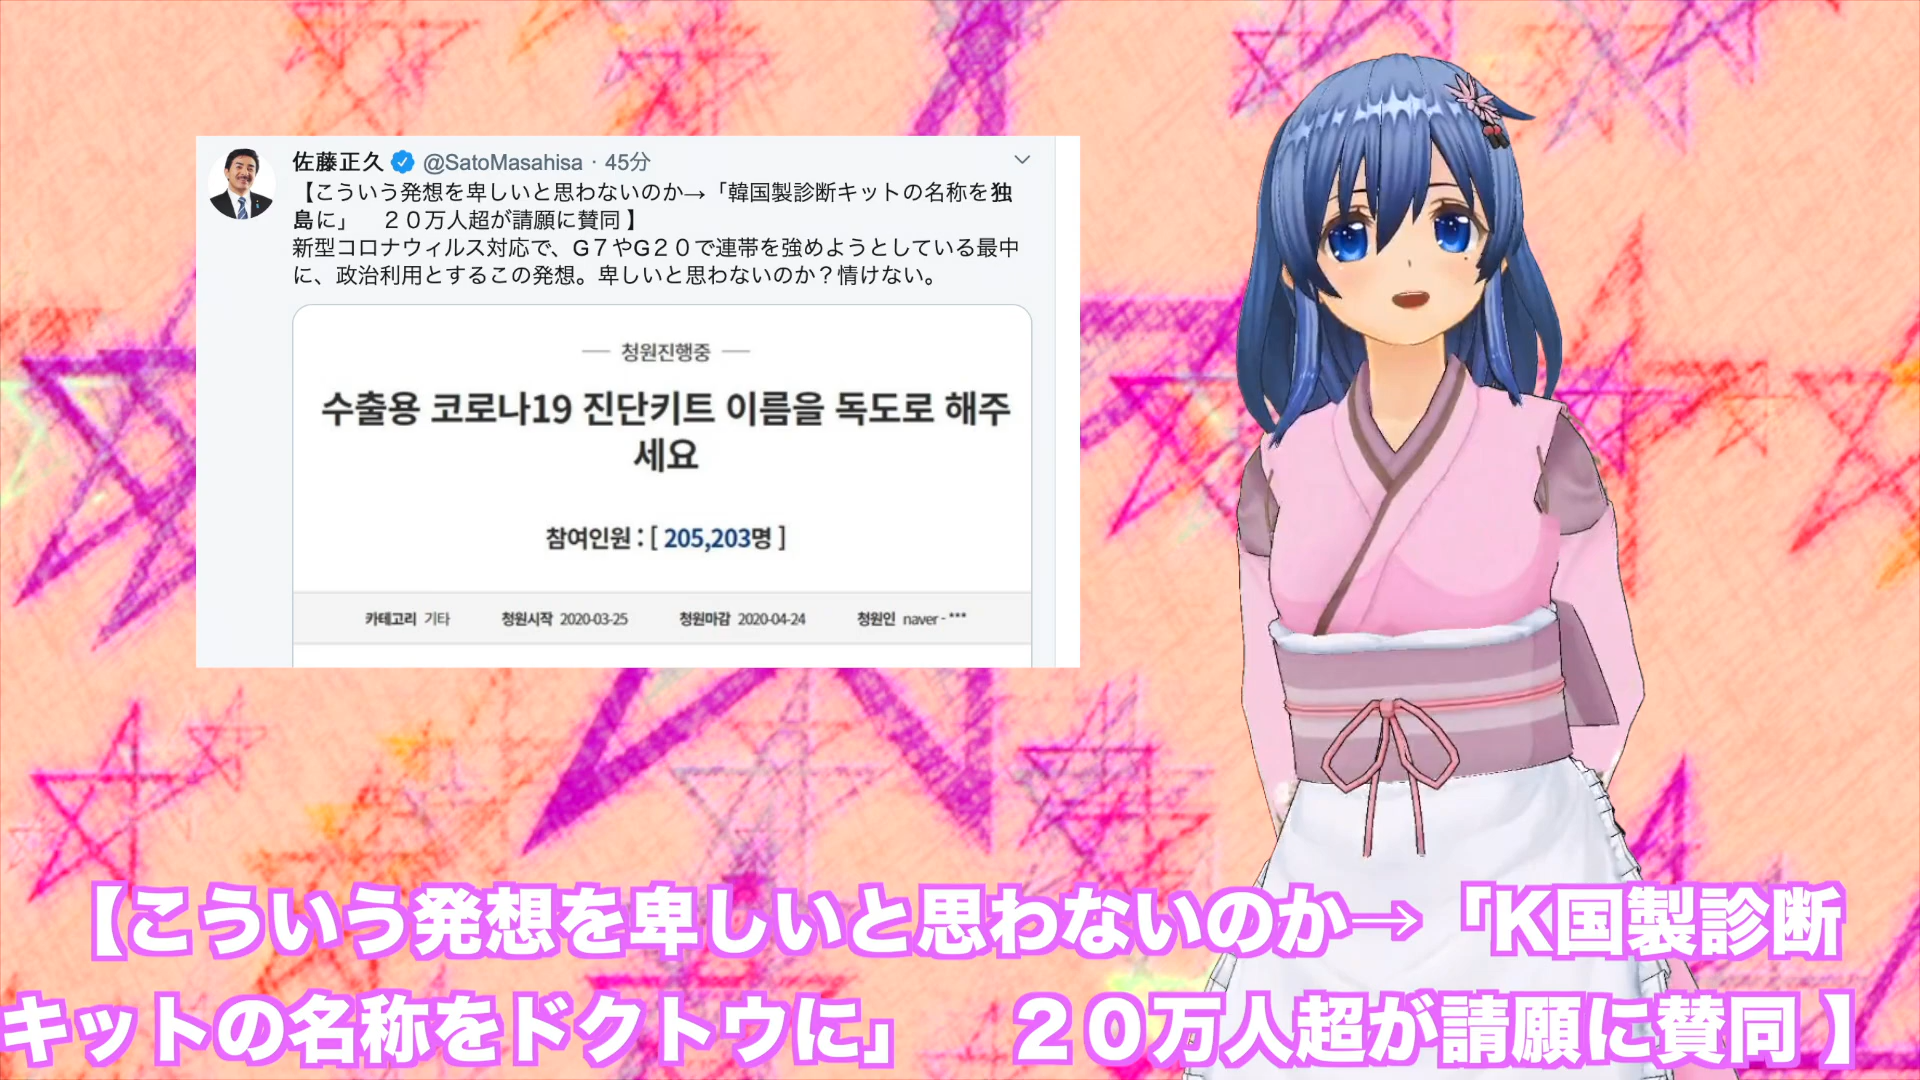 佐藤正久 @SatoMasahisa · 45分
【こういう発想を卑しいと思わないのか→「韓国製診断キットの名称を独
島に」　２０万人超が請願に賛同 】
新型コロナウィルス対応で、G７やG２０で連帯を強めようとしている最中
に、政治利用とするこの発想。卑しいと思わないのか？情けない。
청원진행중
수출용 코로나19 진단키트 이름을 독도로 해주
세요
참여인원 : [ 205,203명 ]
카테고리 기타 청원시작 2020-03-25 청원마감 2020-04-24 청원인 naver - ***
【こういう発想を卑しいと思わないのか→「K国製診断
キットの名称をドクトウに」　２０万人超が請願に賛同 】